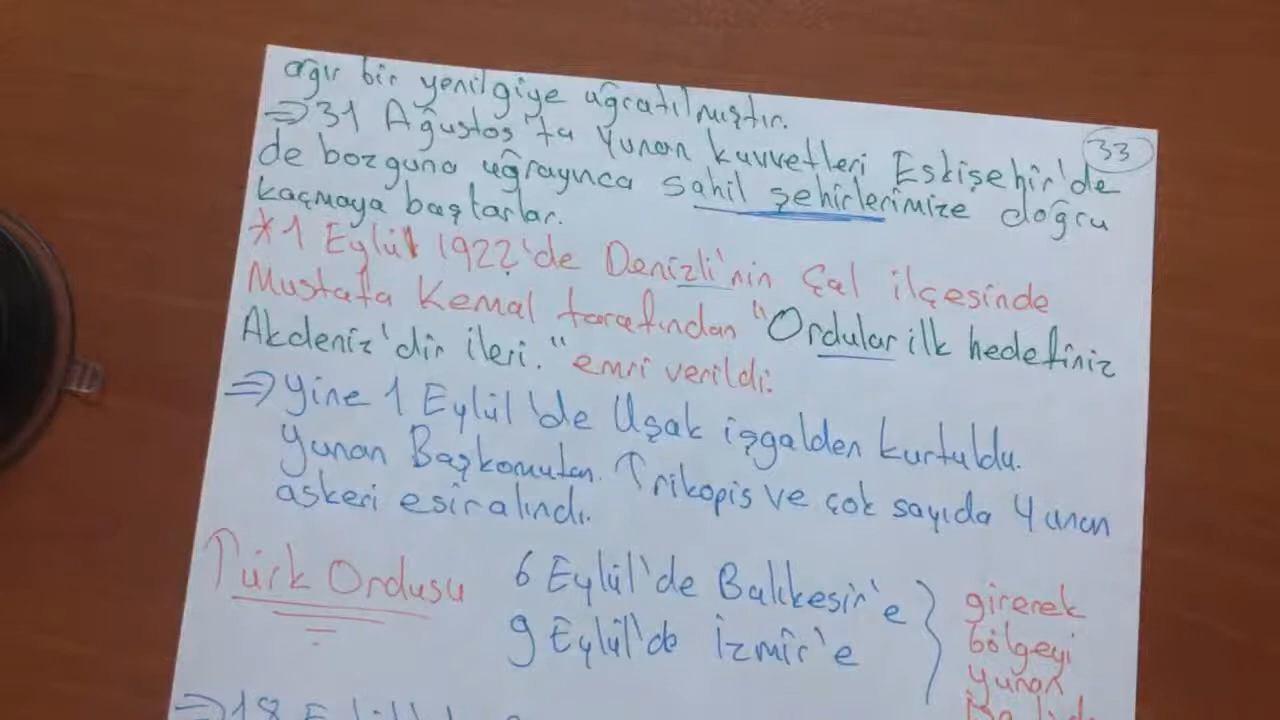 ağır bir yenilgiye uğratılmıştır.
33
⇒ 31 Ağustos'ta Yunan kuvvetleri Eskişehir'de
de bozguna uğrayınca sahil şehirlerimize doğru
kaçmaya baştarlar.
* 1 Eylül 1922'de Denizli'nin Çal ilçesinde
Mustafa Kemal tarafından "Ordular ilk hedefiniz
Akdeniz'dir ileri." emri verildi.
⇒ Yine 1 Eylül'de Uşak işgalden kurtuldu.
Yunan Başkomutan. Trikopis ve çok sayıda Yunan
askeri esir alındı.
Türk Ordusu
6 Eylül'de Balıkesir'e
9 Eylül'de İzmir'e
girerek
bölgeyi
Yunan
⇒ 18